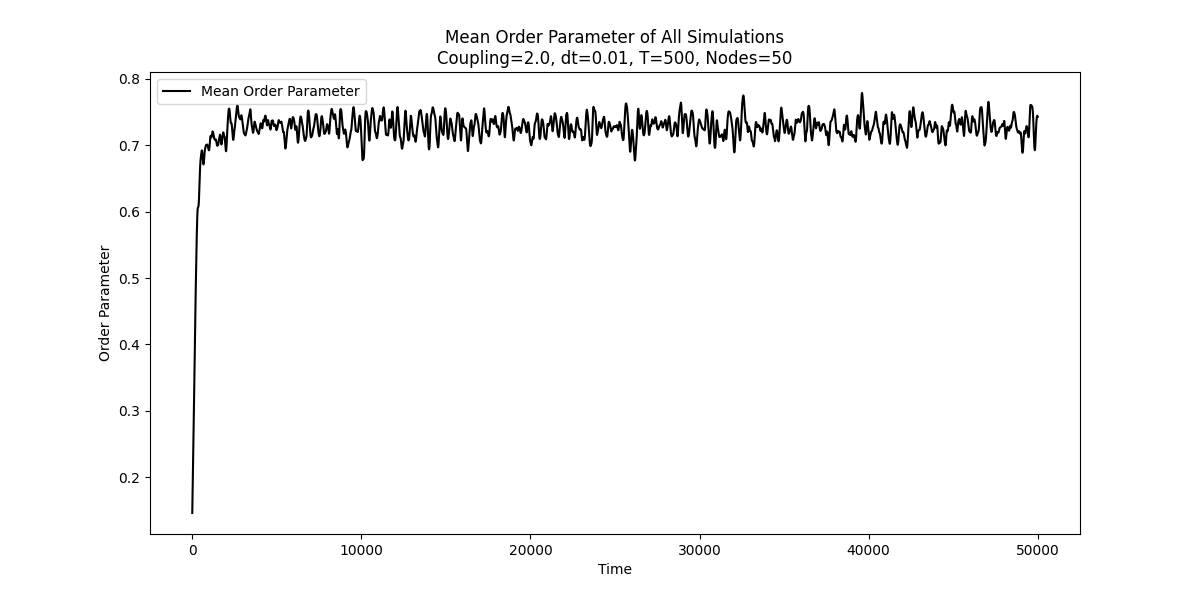 Mean Order Parameter of All Simulations
Coupling=2.0, dt=0.01, T=500, Nodes=50
Mean Order Parameter
Order Parameter
0.8
0.7
0.6
0.5
0.4
0.3
0.2
0
10000
20000
30000
40000
50000
Time